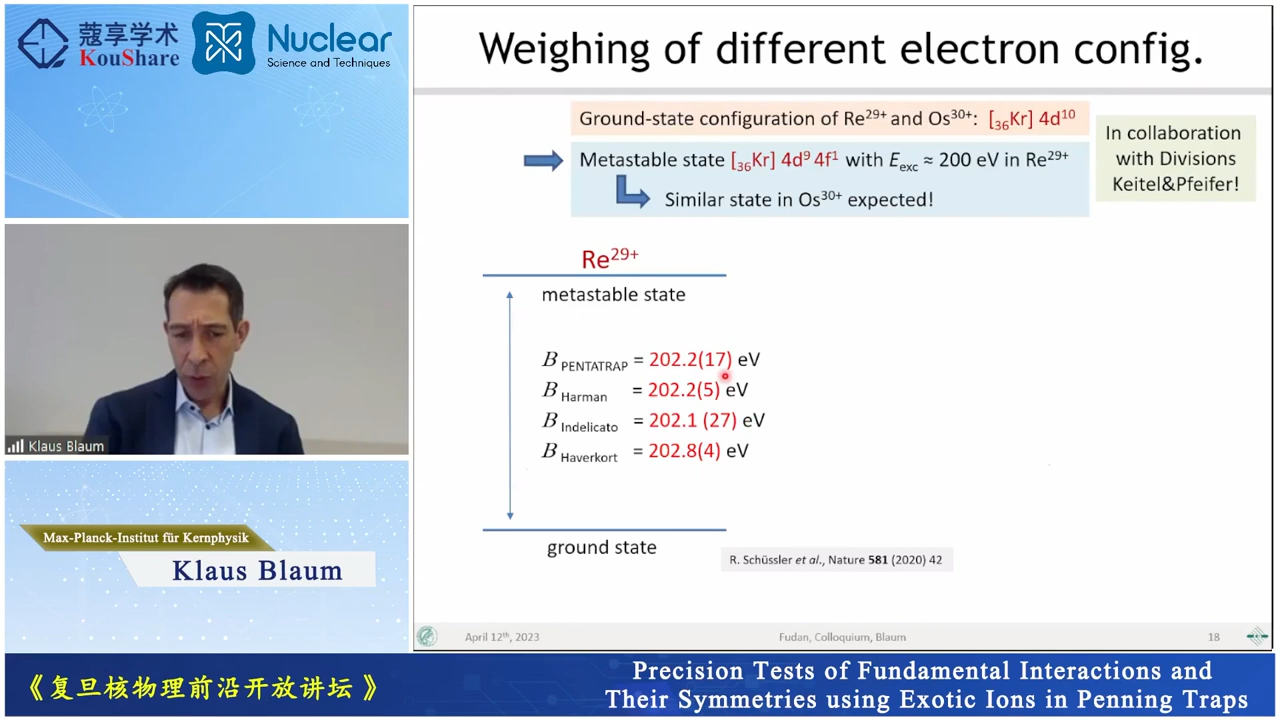 蔻享学术
KouShare
Nuclear
Science and Techniques
Klaus Blaum
Max-Planck-Institut für Kernphysik
Klaus Blaum
Weighing of different electron config.
Ground-state configuration of Re²⁹⁺ and Os³⁰⁺: [₃₆Kr] 4d¹⁰
Metastable state [₃₆Kr] 4d⁹ 4f¹ with Eexc ≈ 200 eV in Re²⁹⁺
Similar state in Os³⁰⁺ expected!
In collaboration
with Divisions
Keitel&Pfeifer!
Re²⁹⁺
metastable state
B PENTATRAP = 202.2(17) eV
B Harman = 202.2(5) eV
B Indelicato = 202.1 (27) eV
B Haverkort = 202.8(4) eV
ground state
R. Schüssler et al., Nature 581 (2020) 42
April 12th, 2023
Fudan, Colloquium, Blaum
18
《复旦核物理前沿开放讲坛》
Precision Tests of Fundamental Interactions and
Their Symmetries using Exotic Ions in Penning Traps